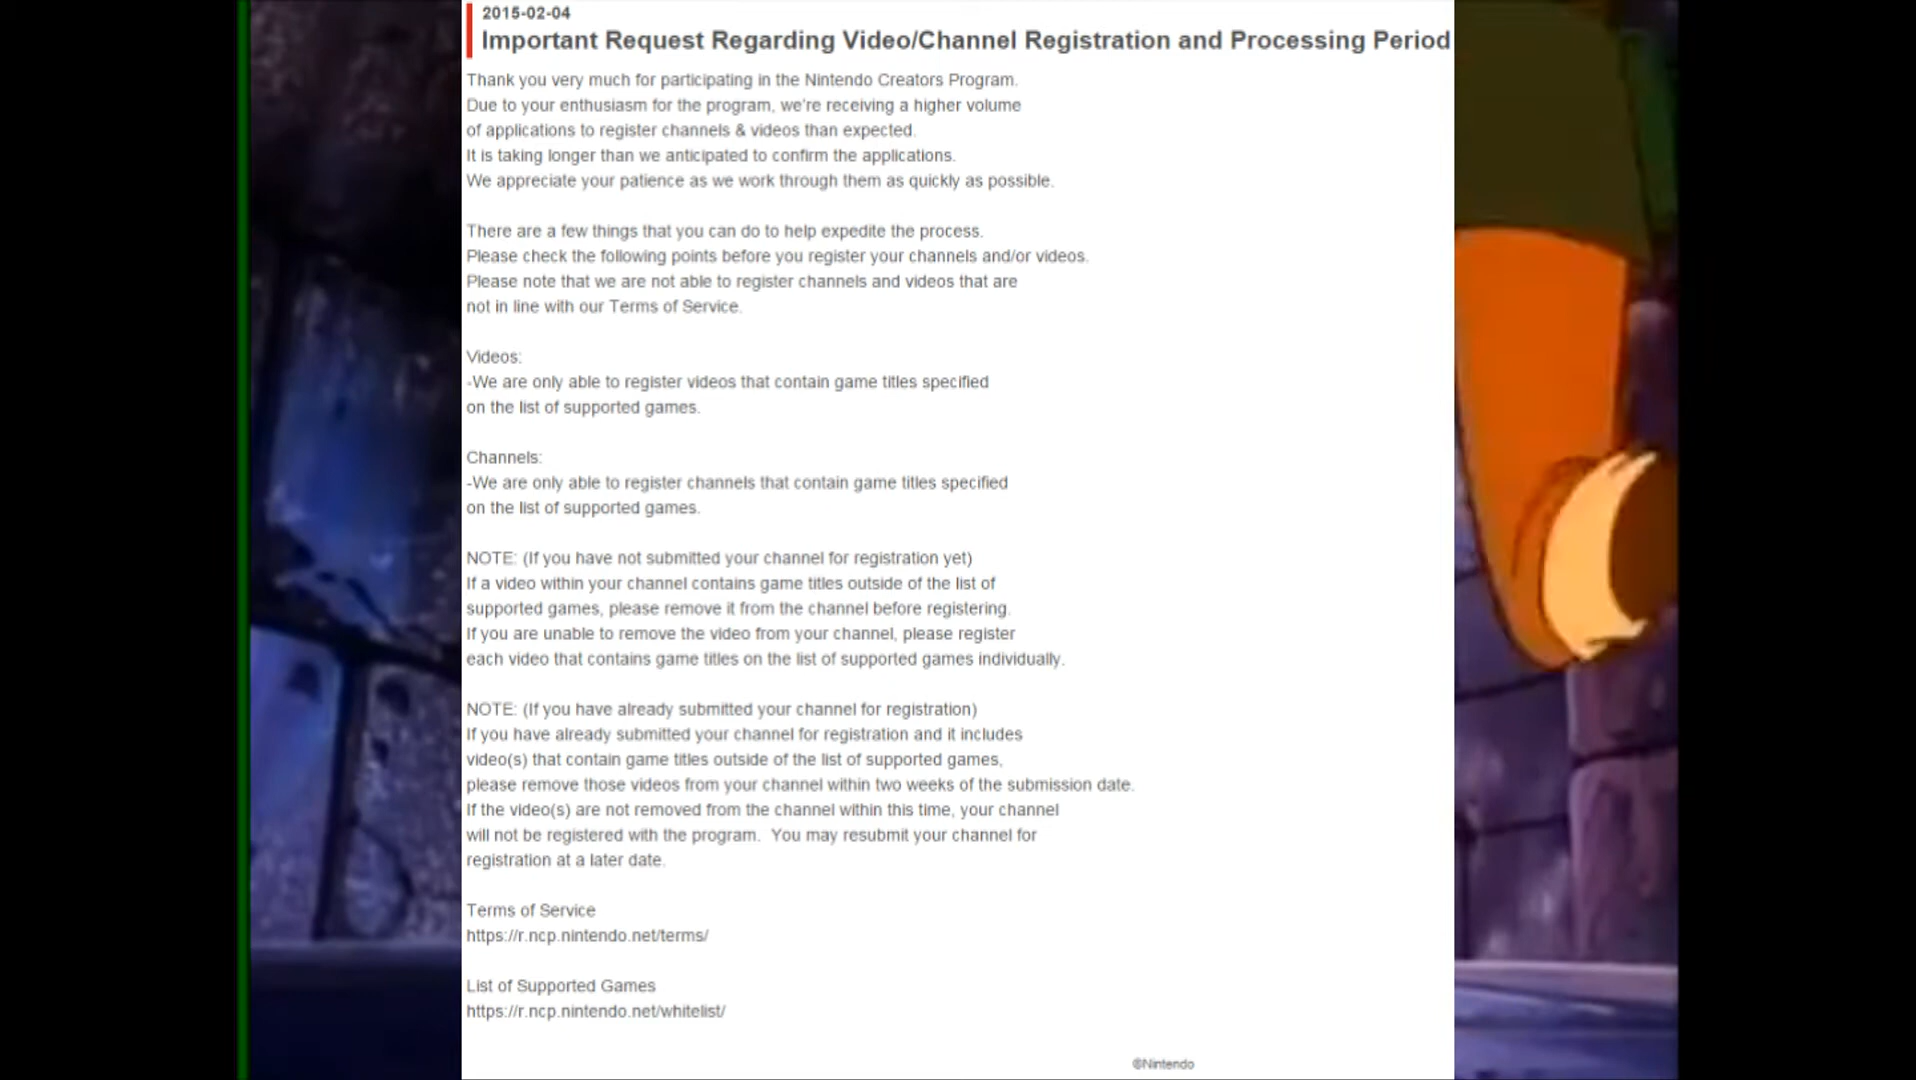 2015-02-04
Important Request Regarding Video/Channel Registration and Processing Period
Thank you very much for participating in the Nintendo Creators Program.
Due to your enthusiasm for the program, we're receiving a higher volume
of applications to register channels & videos than expected.
It is taking longer than we anticipated to confirm the applications.
We appreciate your patience as we work through them as quickly as possible.
There are a few things that you can do to help expedite the process.
Please check the following points before you register your channels and/or videos.
Please note that we are not able to register channels and videos that are
not in line with our Terms of Service.
Videos:
-We are only able to register videos that contain game titles specified
on the list of supported games.
Channels:
-We are only able to register channels that contain game titles specified
on the list of supported games.
NOTE: (If you have not submitted your channel for registration yet)
If a video within your channel contains game titles outside of the list of
supported games, please remove it from the channel before registering.
If you are unable to remove the video from your channel, please register
each video that contains game titles on the list of supported games individually.
NOTE: (If you have already submitted your channel for registration)
If you have already submitted your channel for registration and it includes
video(s) that contain game titles outside of the list of supported games,
please remove those videos from your channel within two weeks of the submission date.
If the video(s) are not removed from the channel within this time, your channel
will not be registered with the program.  You may resubmit your channel for
registration at a later date.
Terms of Service
https://r.ncp.nintendo.net/terms/
List of Supported Games
https://r.ncp.nintendo.net/whitelist/
©Nintendo